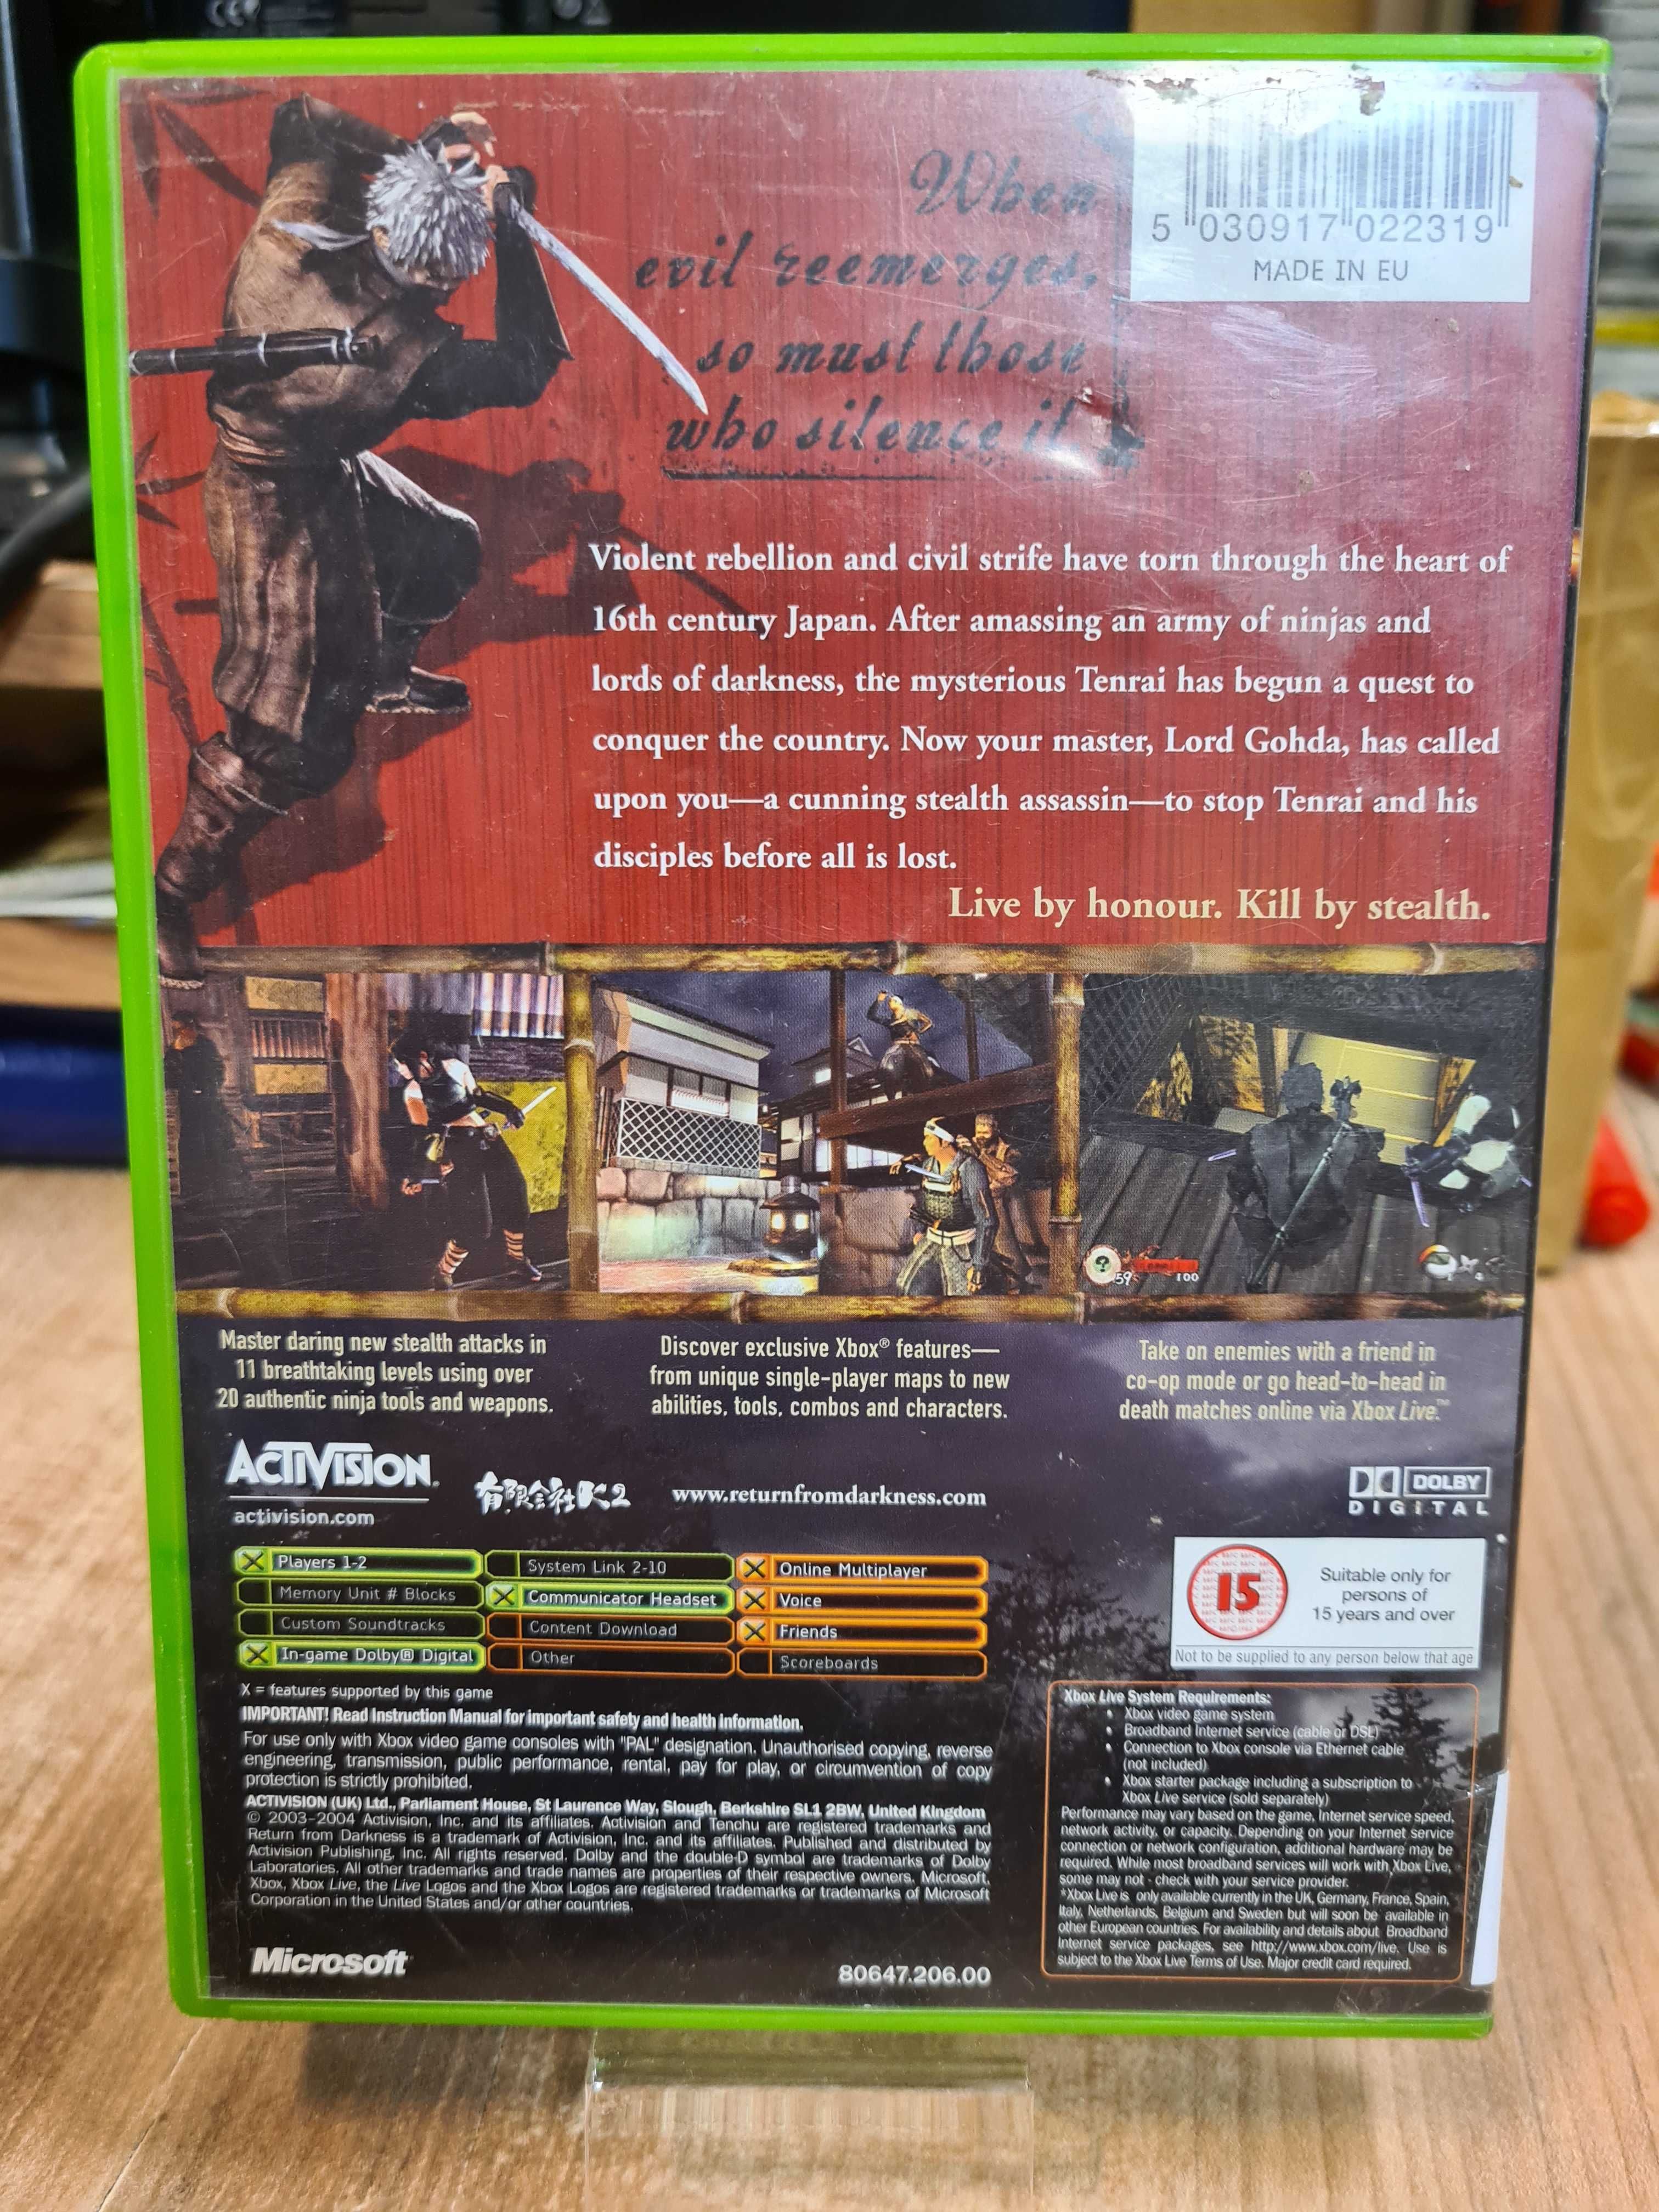 When
evil reemerges,
so must those
who silence it
5 030917 022319
MADE IN EU
Violent rebellion and civil strife have torn through the heart of
16th century Japan. After amassing an army of ninjas and
lords of darkness, the mysterious Tenrai has begun a quest to
conquer the country. Now your master, Lord Gohda, has called
upon you—a cunning stealth assassin—to stop Tenrai and his
disciples before all is lost.
Live by honour. Kill by stealth.
59
100
4
Master daring new stealth attacks in
11 breathtaking levels using over
20 authentic ninja tools and weapons.
Discover exclusive Xbox® features—
from unique single-player maps to new
abilities, tools, combos and characters.
Take on enemies with a friend in
co-op mode or go head-to-head in
death matches online via Xbox Live.™
ACTIVISION.
activision.com
有限会社K2
www.returnfromdarkness.com
DOLBY
DIGITAL
X Players 1-2
Memory Unit # Blocks
Custom Soundtracks
X In-game Dolby® Digital
System Link 2-10
X Communicator Headset
Content Download
Other
X Online Multiplayer
X Voice
X Friends
Scoreboards
15
Suitable only for
persons of
15 years and over
Not to be supplied to any person below that age
X = features supported by this game
IMPORTANT! Read Instruction Manual for important safety and health information.
For use only with Xbox video game consoles with "PAL" designation. Unauthorised copying, reverse
engineering, transmission, public performance, rental, pay for play, or circumvention of copy
protection is strictly prohibited.
ACTIVISION (UK) Ltd., Parliament House, St Laurence Way, Slough, Berkshire SL1 2BW, United Kingdom
© 2003-2004 Activision, Inc. and its affiliates. Activision and Tenchu are registered trademarks and
Return from Darkness is a trademark of Activision, Inc. and its affiliates. Published and distributed by
Activision Publishing, Inc. All rights reserved. Dolby and the double-D symbol are trademarks of Dolby
Laboratories. All other trademarks and trade names are properties of their respective owners. Microsoft,
Xbox, Xbox Live, the Live Logos and the Xbox Logos are registered trademarks or trademarks of Microsoft
Corporation in the United States and/or other countries.
Microsoft
80647.206.00
Xbox Live System Requirements:
• Xbox video game system
• Broadband Internet service (cable or DSL)
• Connection to Xbox console via Ethernet cable
(not included)
• Xbox starter package including a subscription to
Xbox Live service (sold separately)
Performance may vary based on the game, Internet service speed,
network activity, or capacity. Depending on your Internet service
connection or network configuration, additional hardware may be
required. While most broadband services will work with Xbox Live,
some may not - check with your service provider.
*Xbox Live is only available currently in the UK, Germany, France, Spain,
Italy, Netherlands, Belgium and Sweden but will soon be available in
other European countries. For availability and details about Broadband
Internet service packages, see http://www.xbox.com/live. Use is
subject to the Xbox Live Terms of Use. Major credit card required.